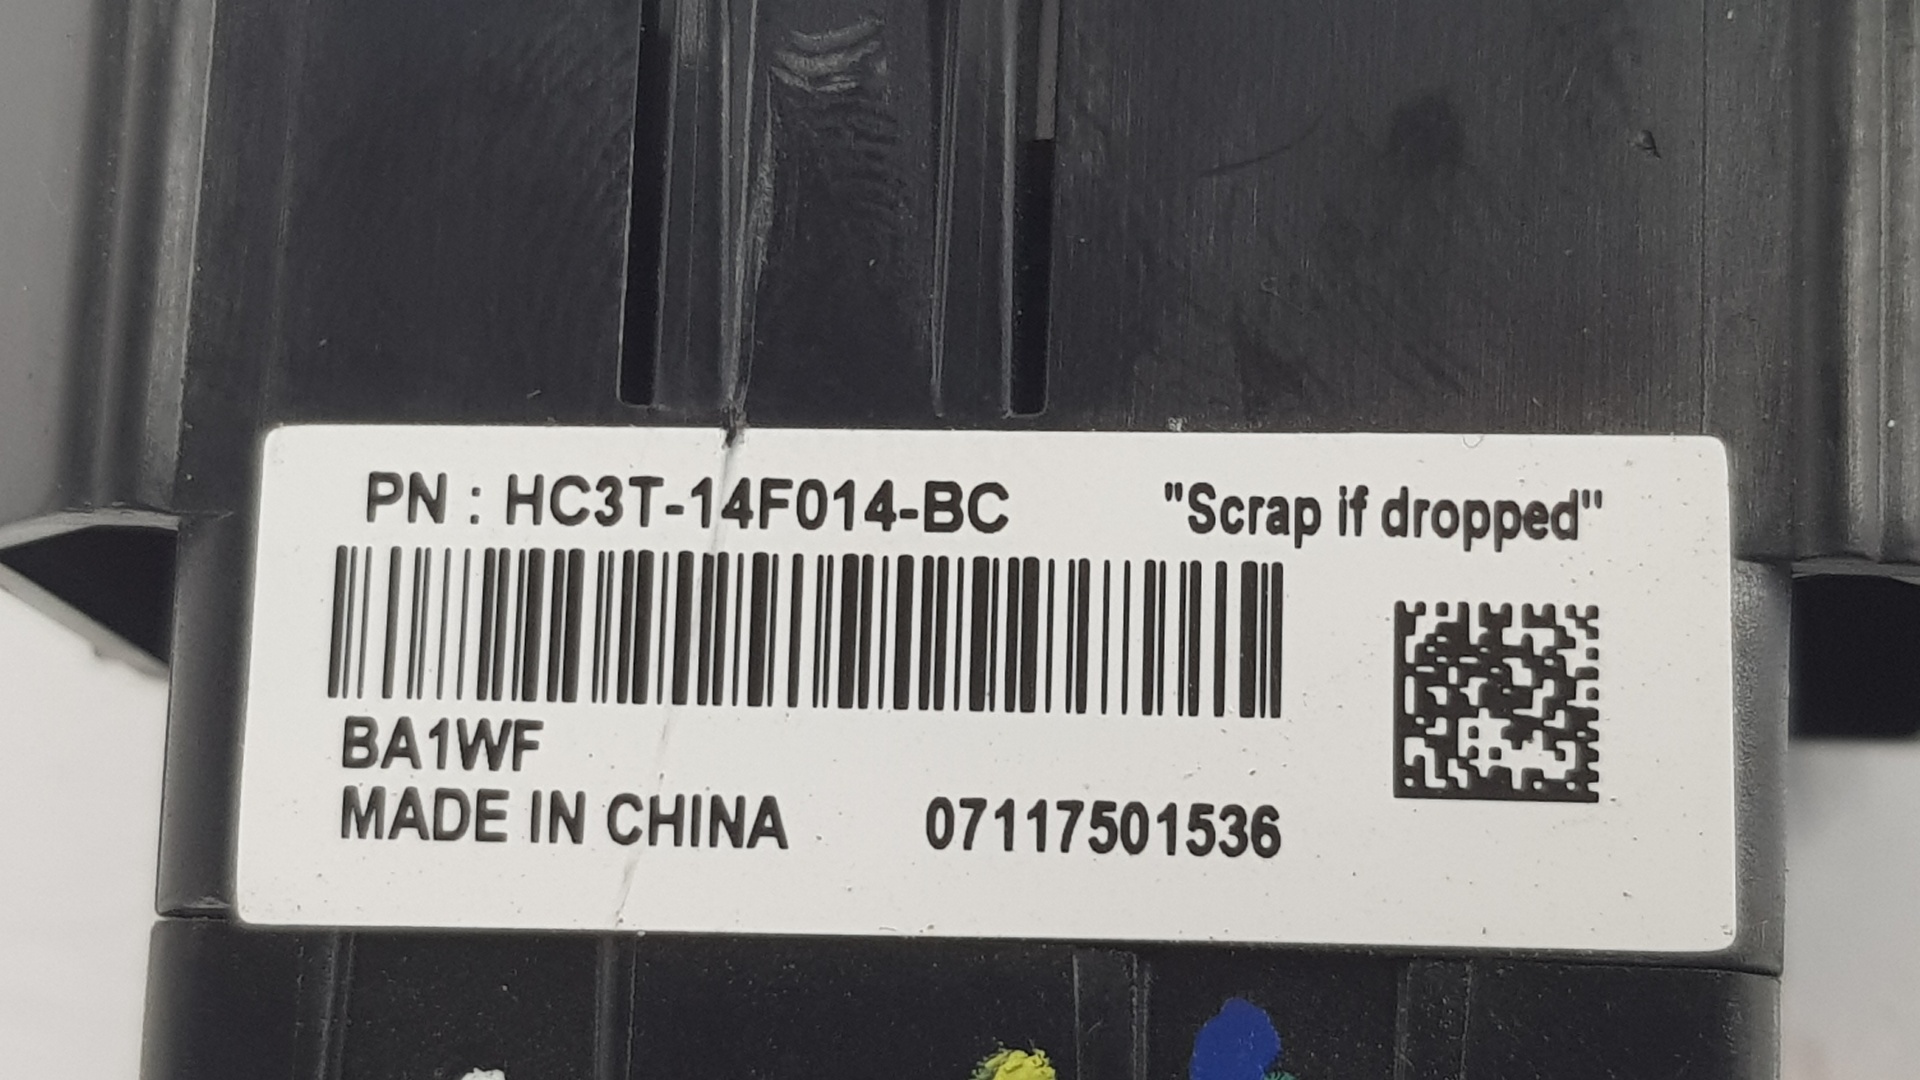 PN : HC3T-14F014-BC "Scrap if dropped"
BA1WF
MADE IN CHINA 07117501536